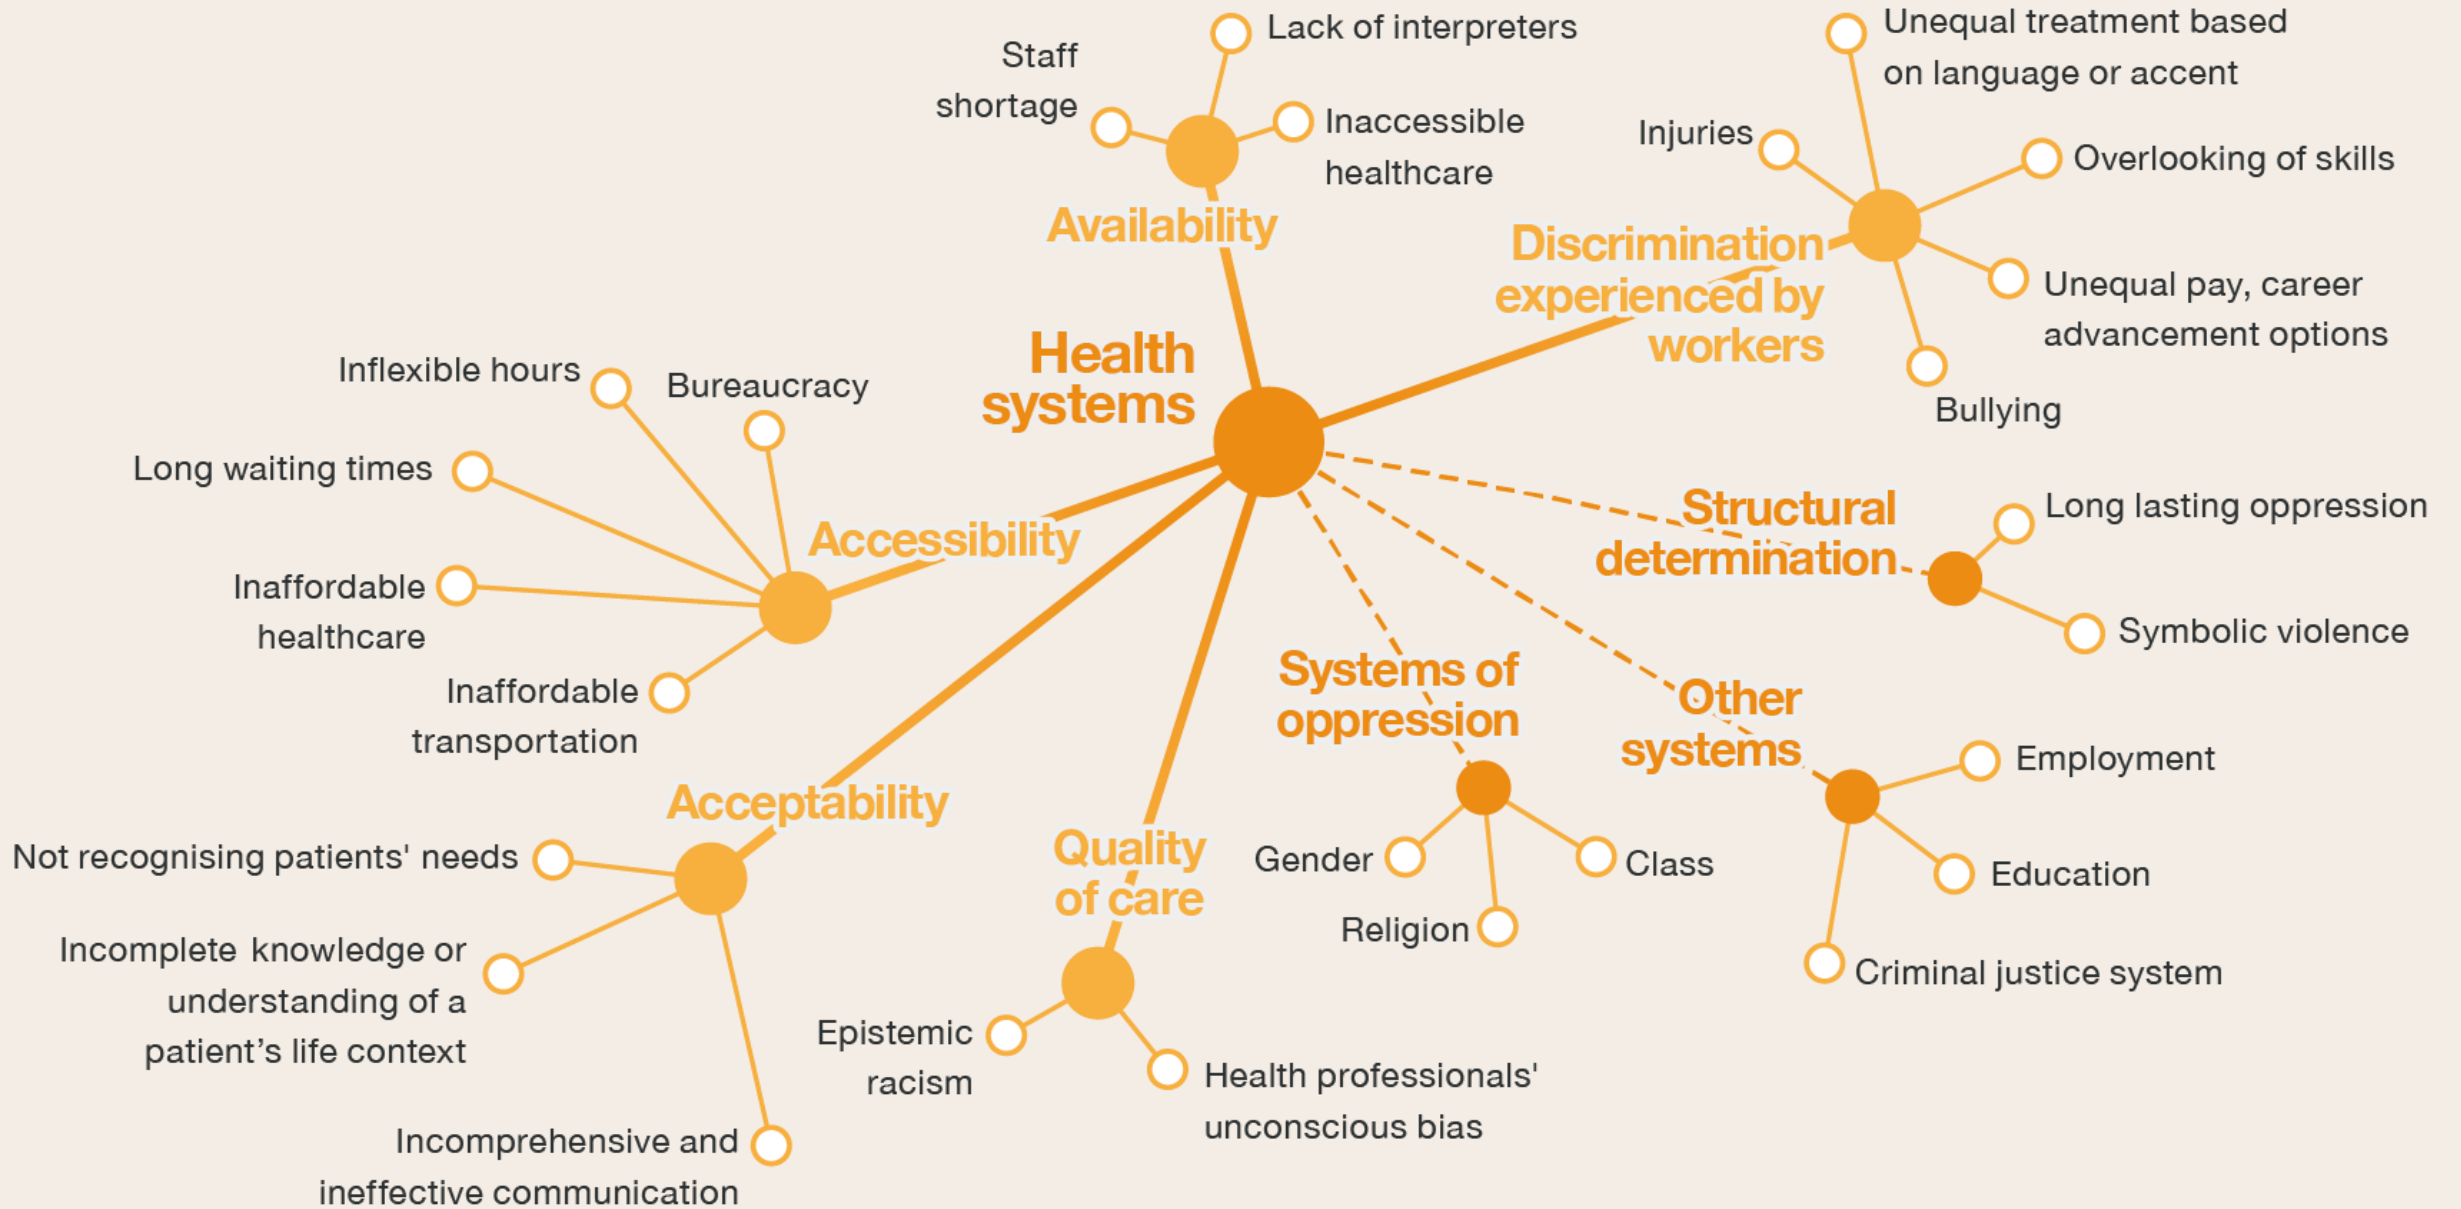 Lack of interpreters
Staff
shortage
Inaccessible
healthcare
Availability
Unequal treatment based
on language or accent
Injuries
Overlooking of skills
Discrimination
experienced by
workers
Unequal pay, career
advancement options
Bullying
Health
systems
Inflexible hours
Bureaucracy
Long waiting times
Accessibility
Inaffordable
healthcare
Inaffordable
transportation
Structural
determination
Long lasting oppression
Symbolic violence
Systems of
oppression
Gender
Class
Religion
Other
systems
Employment
Education
Criminal justice system
Acceptability
Not recognising patients' needs
Incomplete knowledge or
understanding of a
patient’s life context
Incomprehensive and
ineffective communication
Quality
of care
Epistemic
racism
Health professionals'
unconscious bias